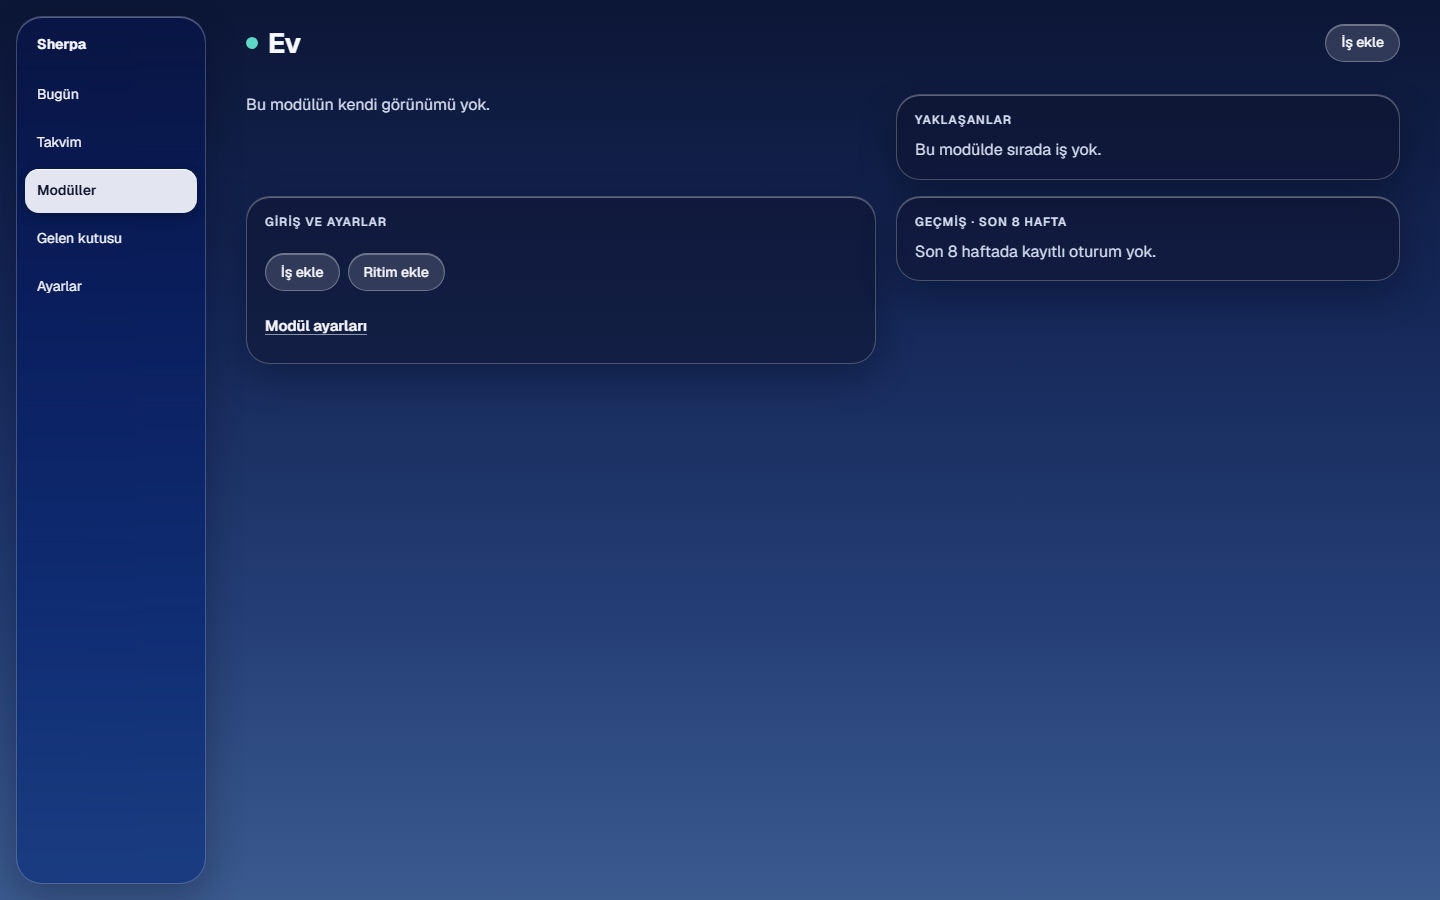 Sherpa
Bugün
Takvim
Modüller
Gelen kutusu
Ayarlar
Ev
İş ekle
Bu modülün kendi görünümü yok.
YAKLAŞANLAR
Bu modülde sırada iş yok.
GİRİŞ VE AYARLAR
İş ekle
Ritim ekle
Modül ayarları
GEÇMİŞ · SON 8 HAFTA
Son 8 haftada kayıtlı oturum yok.